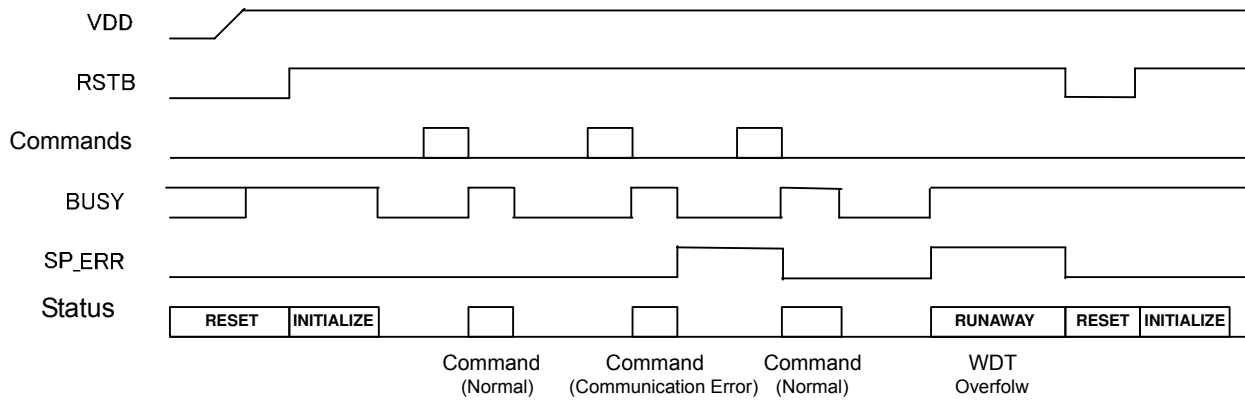 VDD
RSTB
Commands
BUSY
SP_ERR
Status
RESET INITIALIZE RUNAWAY RESET INITIALIZE
Command Command Command WDT
(Normal) (Communication Error) (Normal) Overfolw